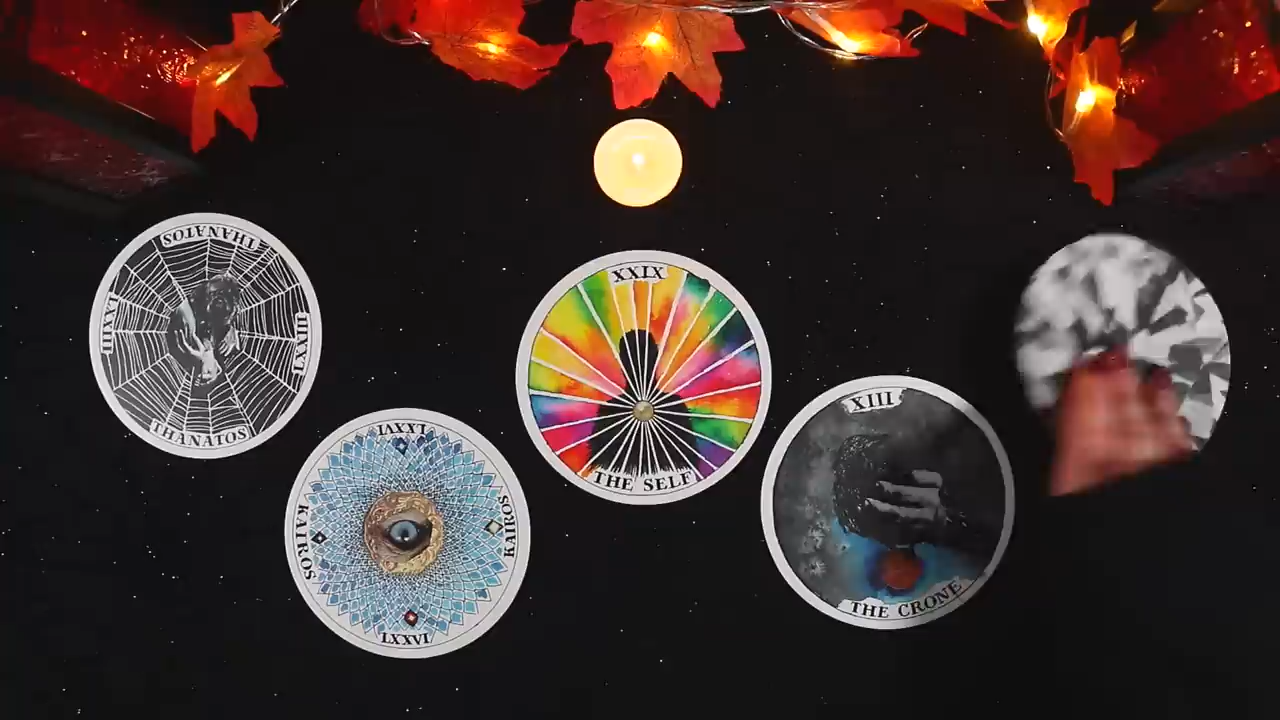 THANATOS
LXXIII
LXXIII
THANATOS
LXXVI
KAIROS
KAIROS
LXXVI
XXIX
THE SELF
XIII
THE CRONE